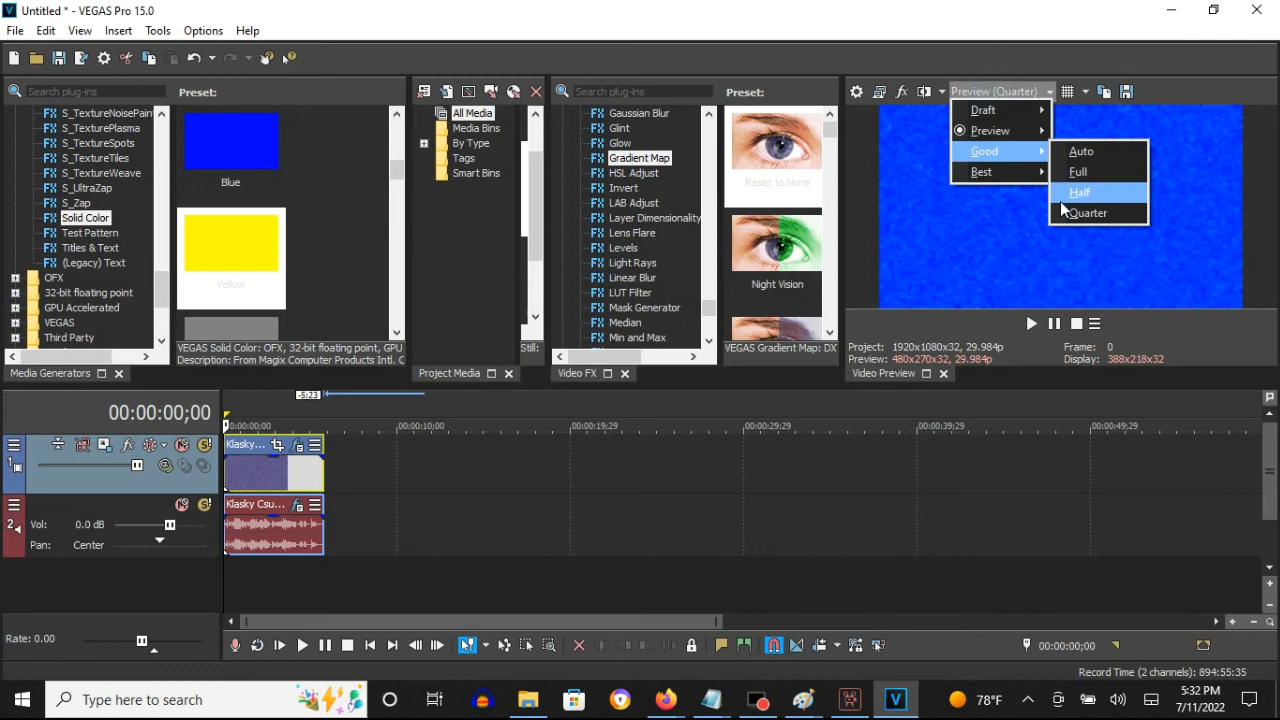 Untitled * - VEGAS Pro 15.0
File Edit View Insert Tools Options Help
Search plug-ins
Preset:
S_TextureNoisePain
S_TexturePlasma
S_TextureSpots
S_TextureTiles
S_TextureWeave
S_UltraZap
S_Zap
Solid Color
Test Pattern
Titles & Text
(Legacy) Text
OFX
32-bit floating point
GPU Accelerated
VEGAS
Third Party
Blue
Yellow
VEGAS Solid Color: OFX, 32-bit floating point, GPU
Description: From Magix Computer Products Intl. C
Media Generators
All Media
Media Bins
By Type
Tags
Smart Bins
Still:
Project Media
Search plug-ins
Preset:
Gaussian Blur
Glint
Glow
Gradient Map
HSL Adjust
Invert
LAB Adjust
Layer Dimensionality
Lens Flare
Levels
Light Rays
Linear Blur
LUT Filter
Mask Generator
Median
Min and Max
Reset to None
Night Vision
VEGAS Gradient Map: DX
Video FX
Preview (Quarter)
Draft
Preview
Good
Best
Auto
Full
Half
Quarter
Project: 1920x1080x32, 29.984p
Preview: 480x270x32, 29.984p
Frame: 0
Display: 388x218x32
Video Preview
00:00:00;00
-5:23
0:00:00;00 00:00:10;00 00:00:19;29 00:00:29;29 00:00:39;29 00:00:49;29
1
Klasky...
2
Klasky Csu...
Vol: 0.0 dB
Pan: Center
Rate: 0.00
00:00:00;00
Record Time (2 channels): 894:55:35
Type here to search
78°F
5:32 PM
7/11/2022